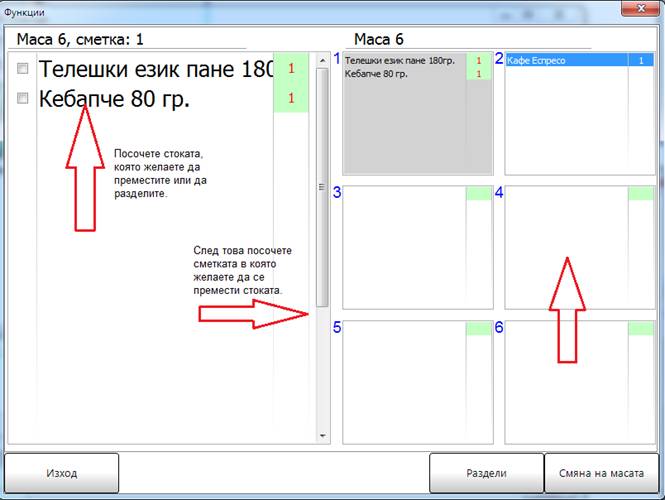 Функции
Маса 6, сметка: 1
Маса 6
Телешки език пане 180
1
Кебапче 80 гр.
1
Посочете стоката,
която желаете да
преместите или да
разделите.
След това посочете
сметката в която
желаете да се
премести стоката.
1
Телешки език пане 180гр.
1
Кебапче 80 гр.
1
2
Кафе Еспресо
1
3
4
5
6
Изход
Раздели
Смяна на масата